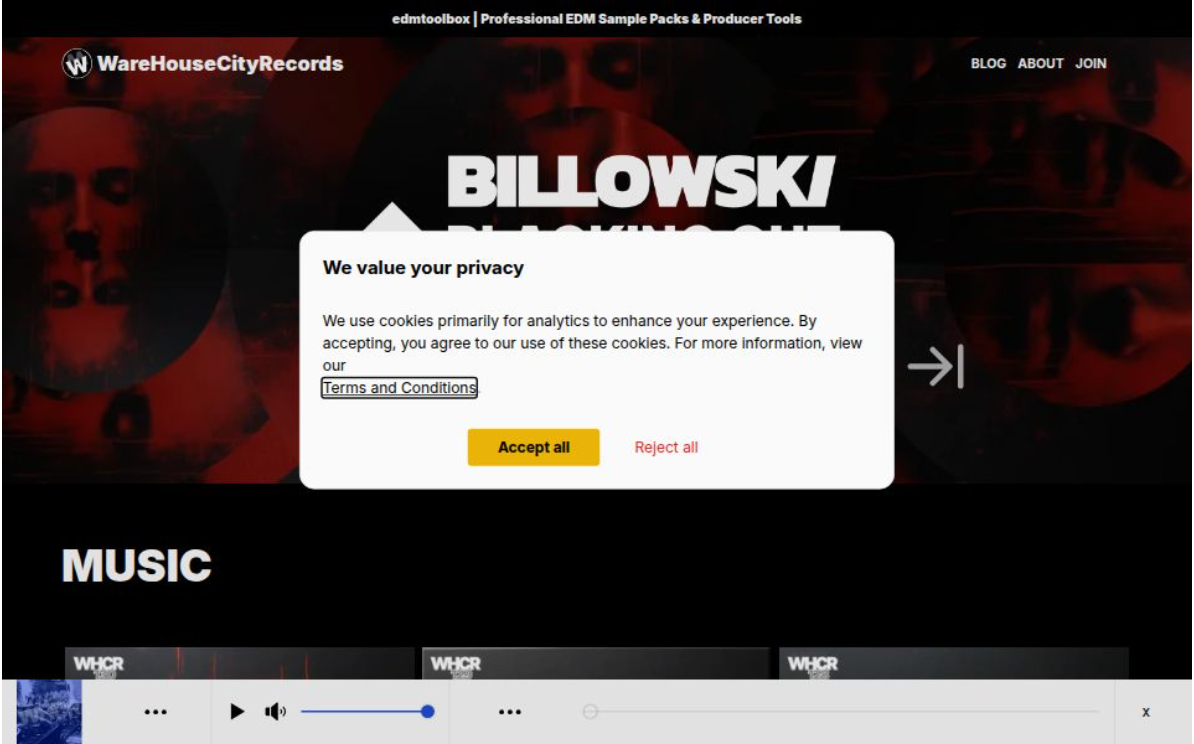 edmtoolbox | Professional EDM Sample Packs & Producer Tools
W WareHouseCityRecords
BLOG ABOUT JOIN
BILLOWSKI
We value your privacy
We use cookies primarily for analytics to enhance your experience. By
accepting, you agree to our use of these cookies. For more information, view
our
Terms and Conditions.
Accept all
Reject all
MUSIC
WHCR
WHCR
WHCR
x